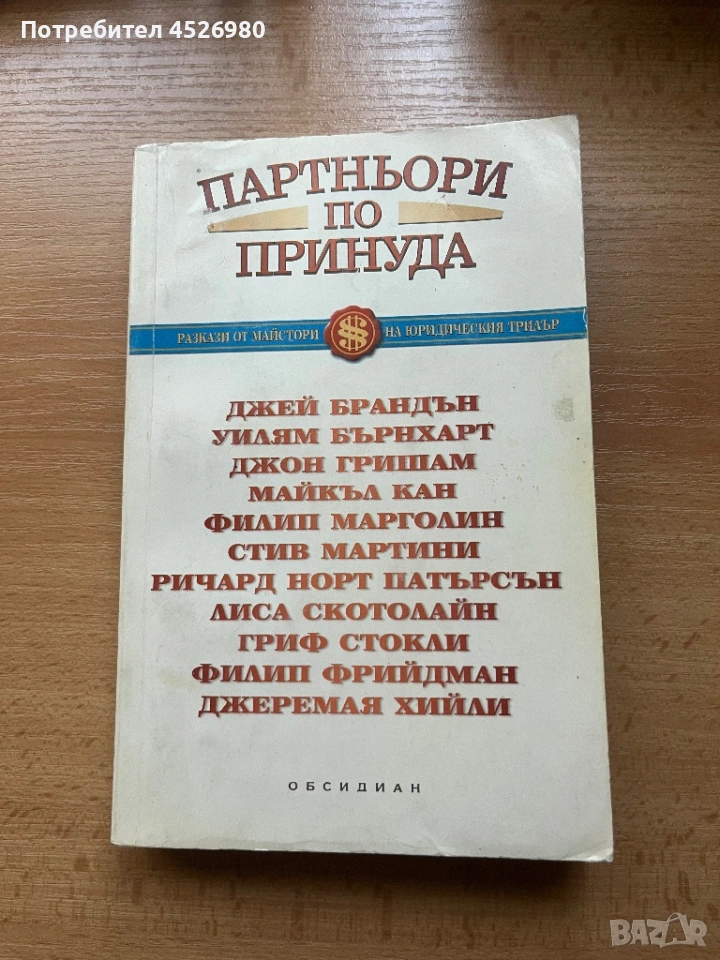 Потребител 4526980
ПАРТНЬОРИ
ПО
ПРИНУДА
РАЗКАЗИ ОТ МАЙСТОРИ НА ЮРИДИЧЕСКИЯ ТРИЛЪР
ДЖЕЙ БРАНДЪН
УИЛЯМ БЪРНХАРТ
ДЖОН ГРИШАМ
МАЙКЪЛ КАН
ФИЛИП МАРГОЛИН
СТИВ МАРТИНИ
РИЧАРД НОРТ ПАТЪРСЪН
ЛИСА СКОТОЛАЙН
ГРИФ СТОКЛИ
ФИЛИП ФРИЙДМАН
ДЖЕРЕМАЯ ХИЙЛИ
ОБСИДИАН
BAZAR